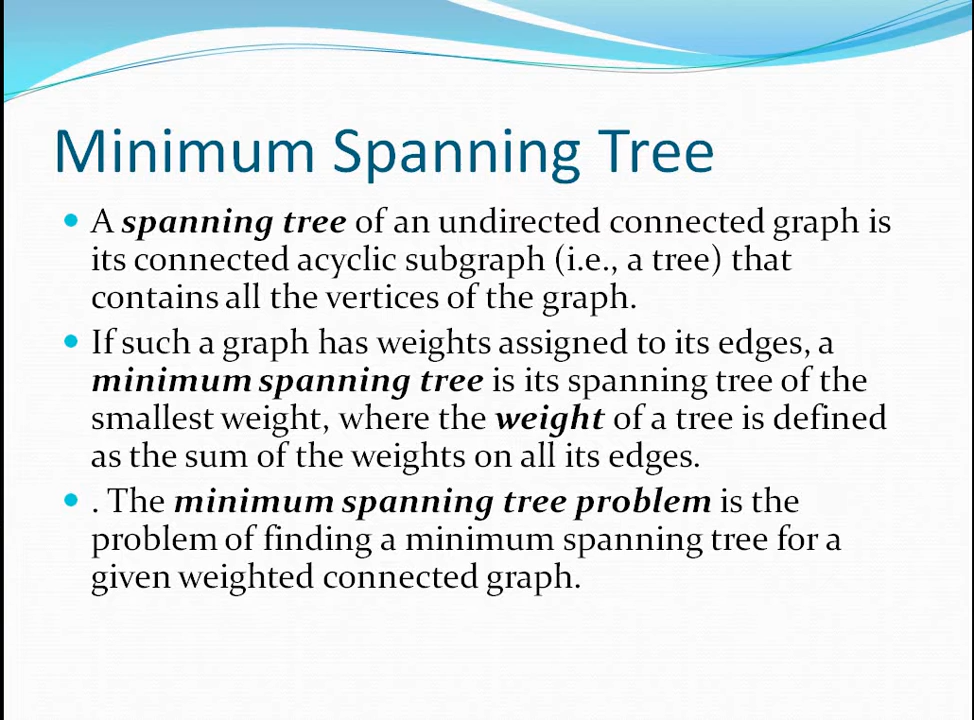 Minimum Spanning Tree
• A spanning tree of an undirected connected graph is
its connected acyclic subgraph (i.e., a tree) that
contains all the vertices of the graph.
• If such a graph has weights assigned to its edges, a
minimum spanning tree is its spanning tree of the
smallest weight, where the weight of a tree is defined
as the sum of the weights on all its edges.
• . The minimum spanning tree problem is the
problem of finding a minimum spanning tree for a
given weighted connected graph.